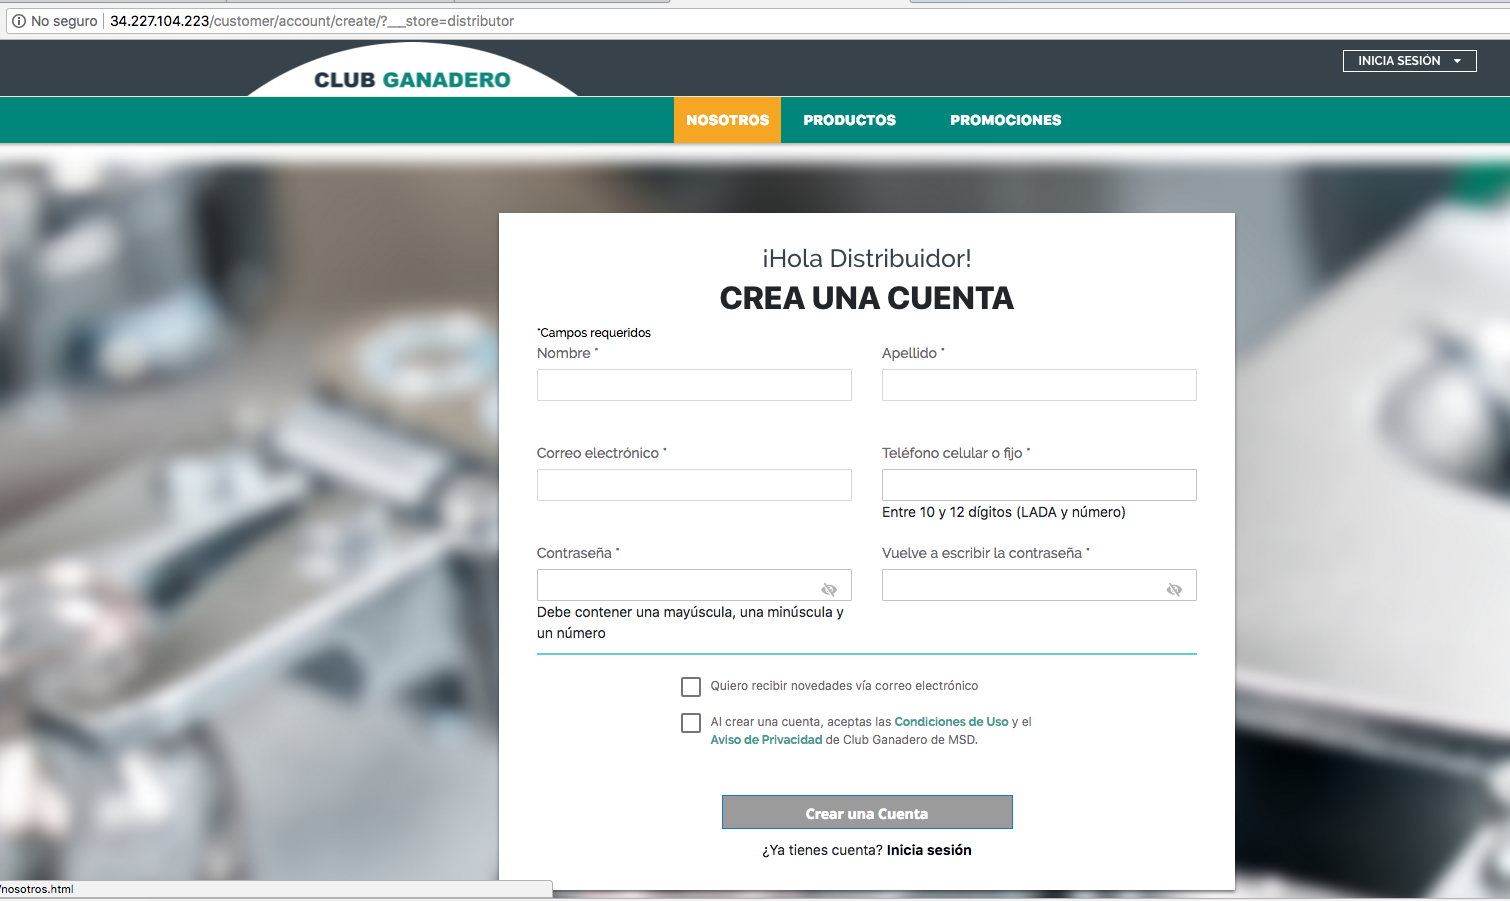 No seguro
34.227.104.223/customer/account/create/?___store=distributor
CLUB GANADERO
INICIA SESIÓN
NOSOTROS
PRODUCTOS
PROMOCIONES
¡Hola Distribuidor!
CREA UNA CUENTA
*Campos requeridos
Nombre *
Apellido *
Correo electrónico *
Teléfono celular o fijo *
Entre 10 y 12 dígitos (LADA y número)
Contraseña *
Vuelve a escribir la contraseña *
Debe contener una mayúscula, una minúscula y
un número
Quiero recibir novedades vía correo electrónico
Al crear una cuenta, aceptas las Condiciones de Uso y el
Aviso de Privacidad de Club Ganadero de MSD.
Crear una Cuenta
¿Ya tienes cuenta? Inicia sesión
/nosotros.html